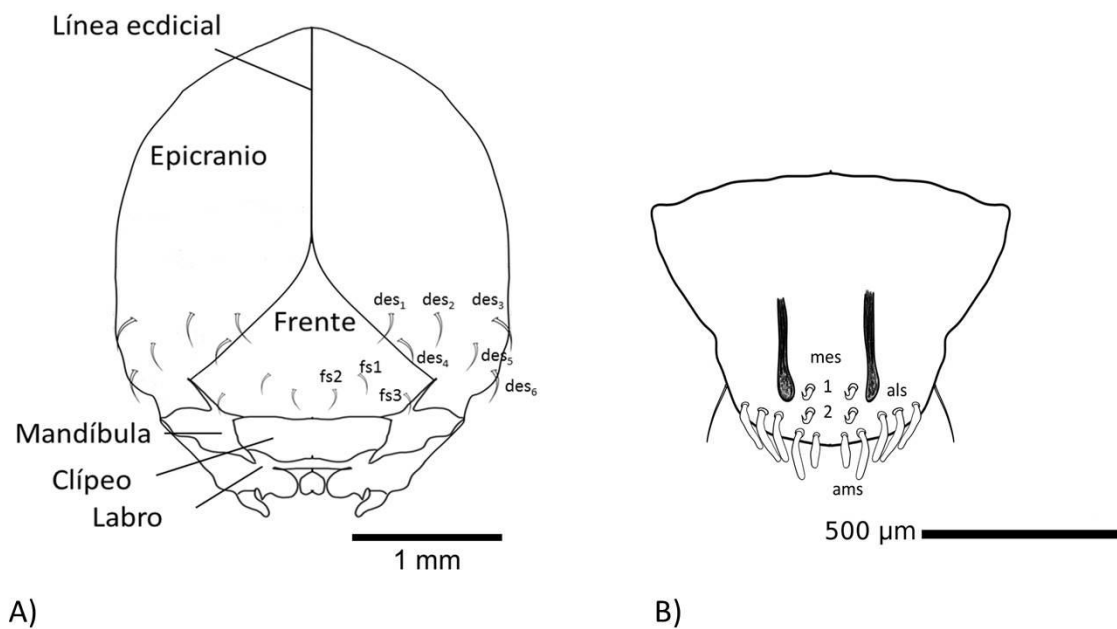 Línea ecdicial
Epicranio
des₁ des₂ des₃
Frente
des₄ des₅
fs1
fs2 des₆
fs3
Mandíbula
Clípeo
Labro
1 mm
A)
mes
1 als
2
ams
500 µm
B)